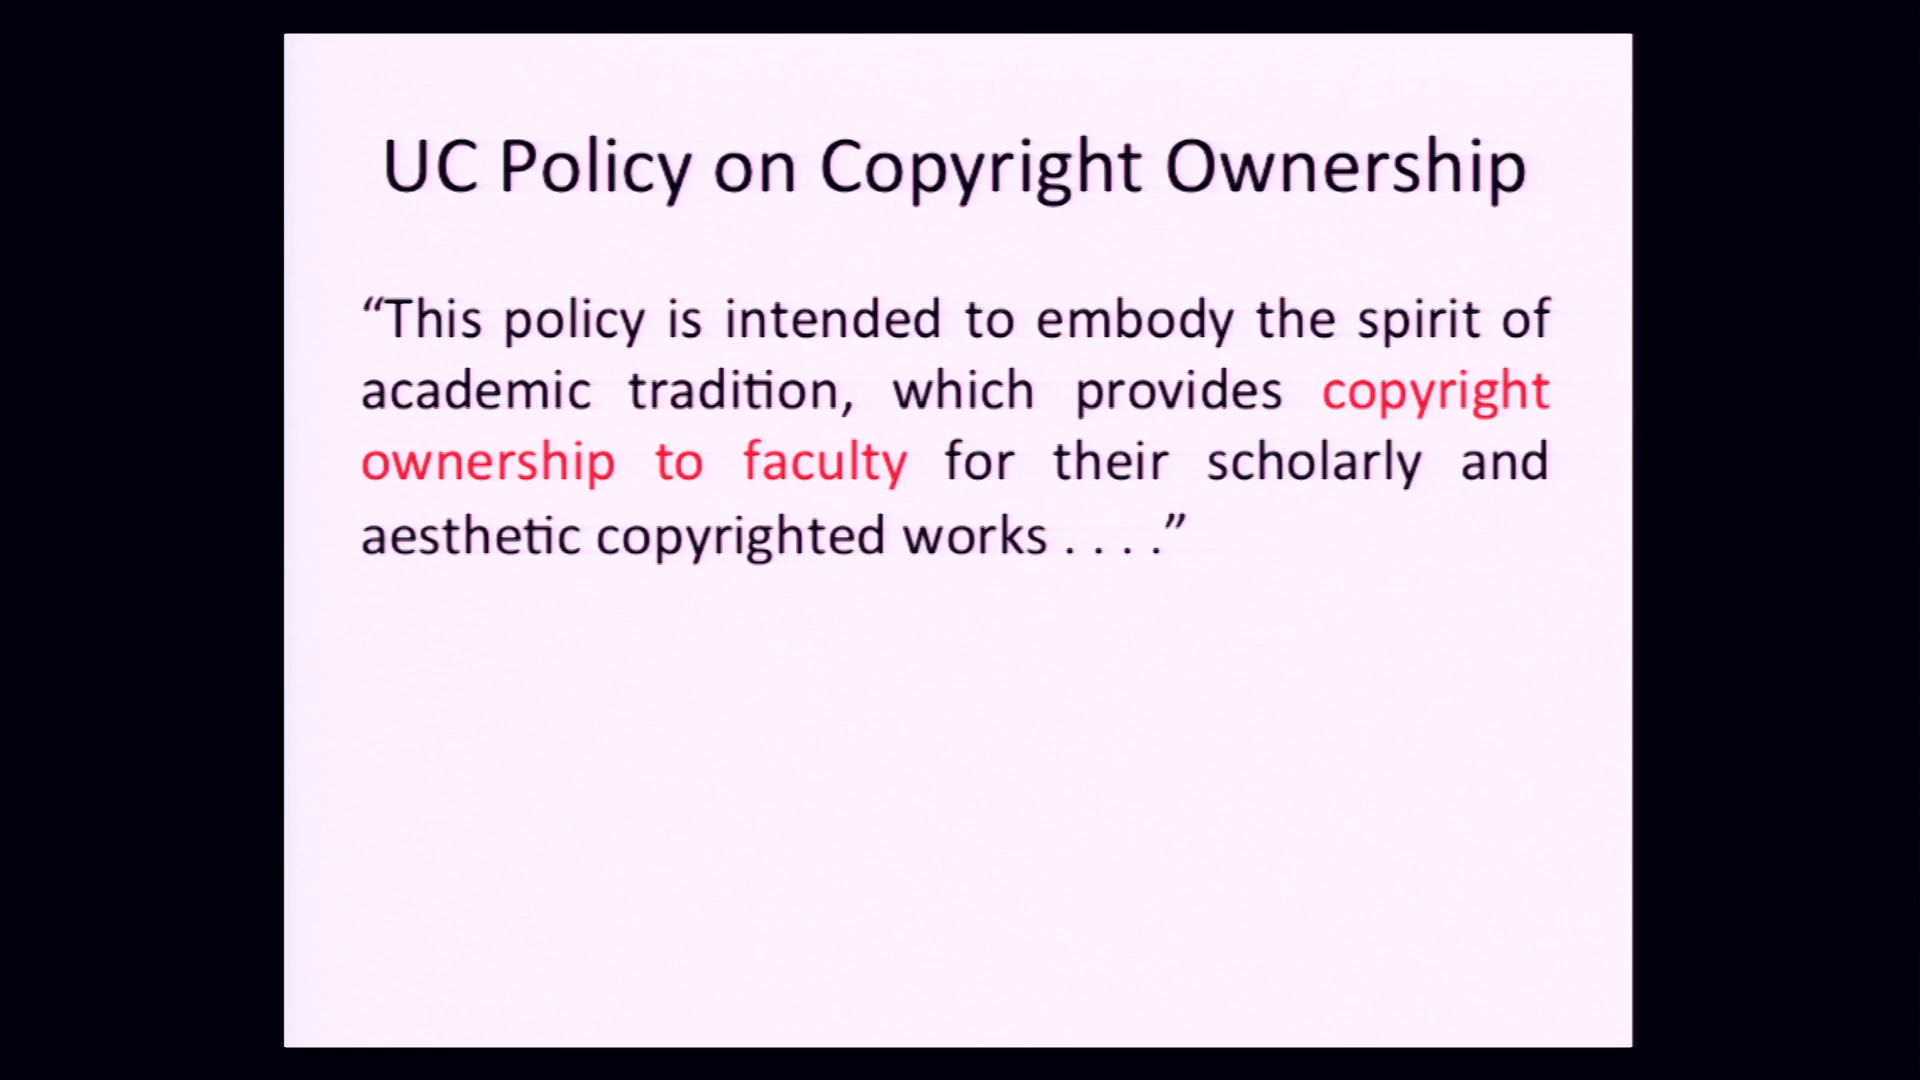 UC Policy on Copyright Ownership
“This policy is intended to embody the spirit of
academic tradition, which provides copyright
ownership to faculty for their scholarly and
aesthetic copyrighted works . . . .”